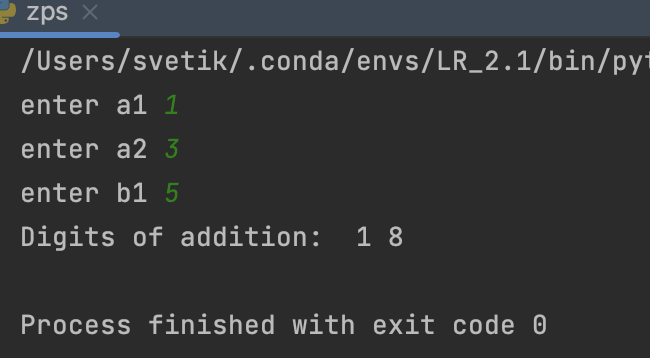 zps
/Users/svetik/.conda/envs/LR_2.1/bin/pyt
enter a1 1
enter a2 3
enter b1 5
Digits of addition:  1 8
Process finished with exit code 0